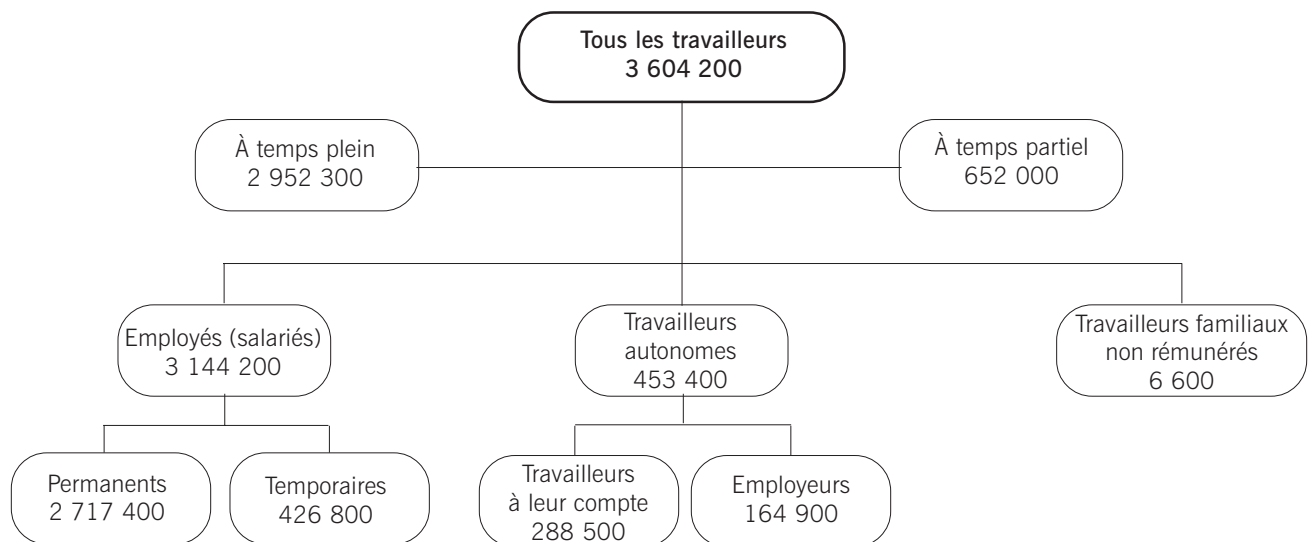 Tous les travailleurs
3 604 200
À temps plein
2 952 300
À temps partiel
652 000
Employés (salariés)
3 144 200
Travailleurs
autonomes
453 400
Travailleurs familiaux
non rémunérés
6 600
Permanents
2 717 400
Temporaires
426 800
Travailleurs
à leur compte
288 500
Employeurs
164 900